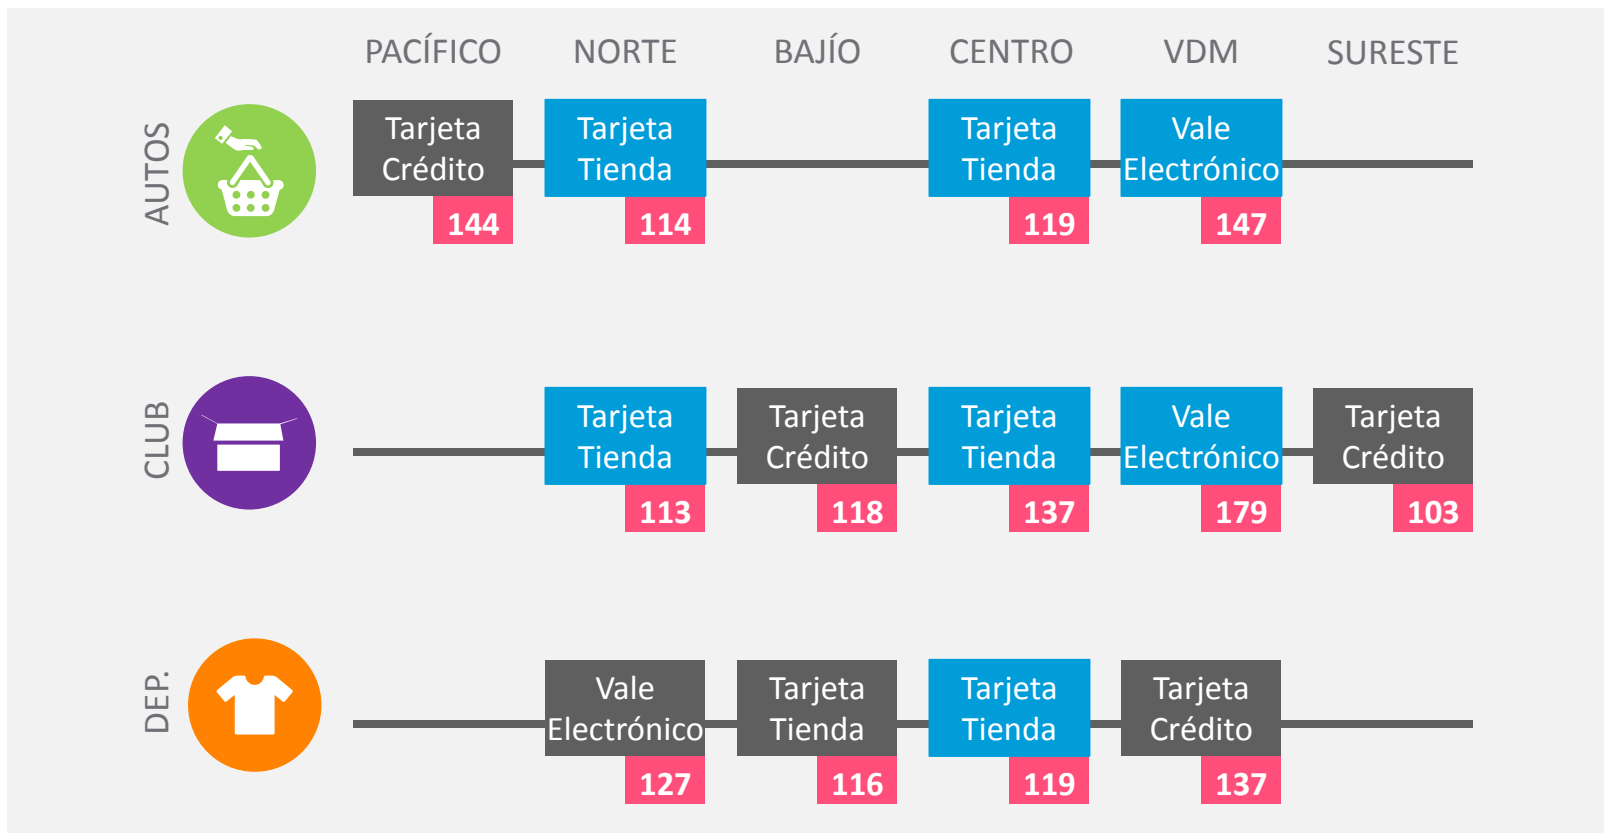 PACÍFICO NORTE BAJÍO CENTRO VDM SURESTE
AUTOS
Tarjeta Crédito
144
Tarjeta Tienda
114
Tarjeta Tienda
119
Vale Electrónico
147
CLUB
Tarjeta Tienda
113
Tarjeta Crédito
118
Tarjeta Tienda
137
Vale Electrónico
179
Tarjeta Crédito
103
DEP.
Vale Electrónico
127
Tarjeta Tienda
116
Tarjeta Tienda
119
Tarjeta Crédito
137